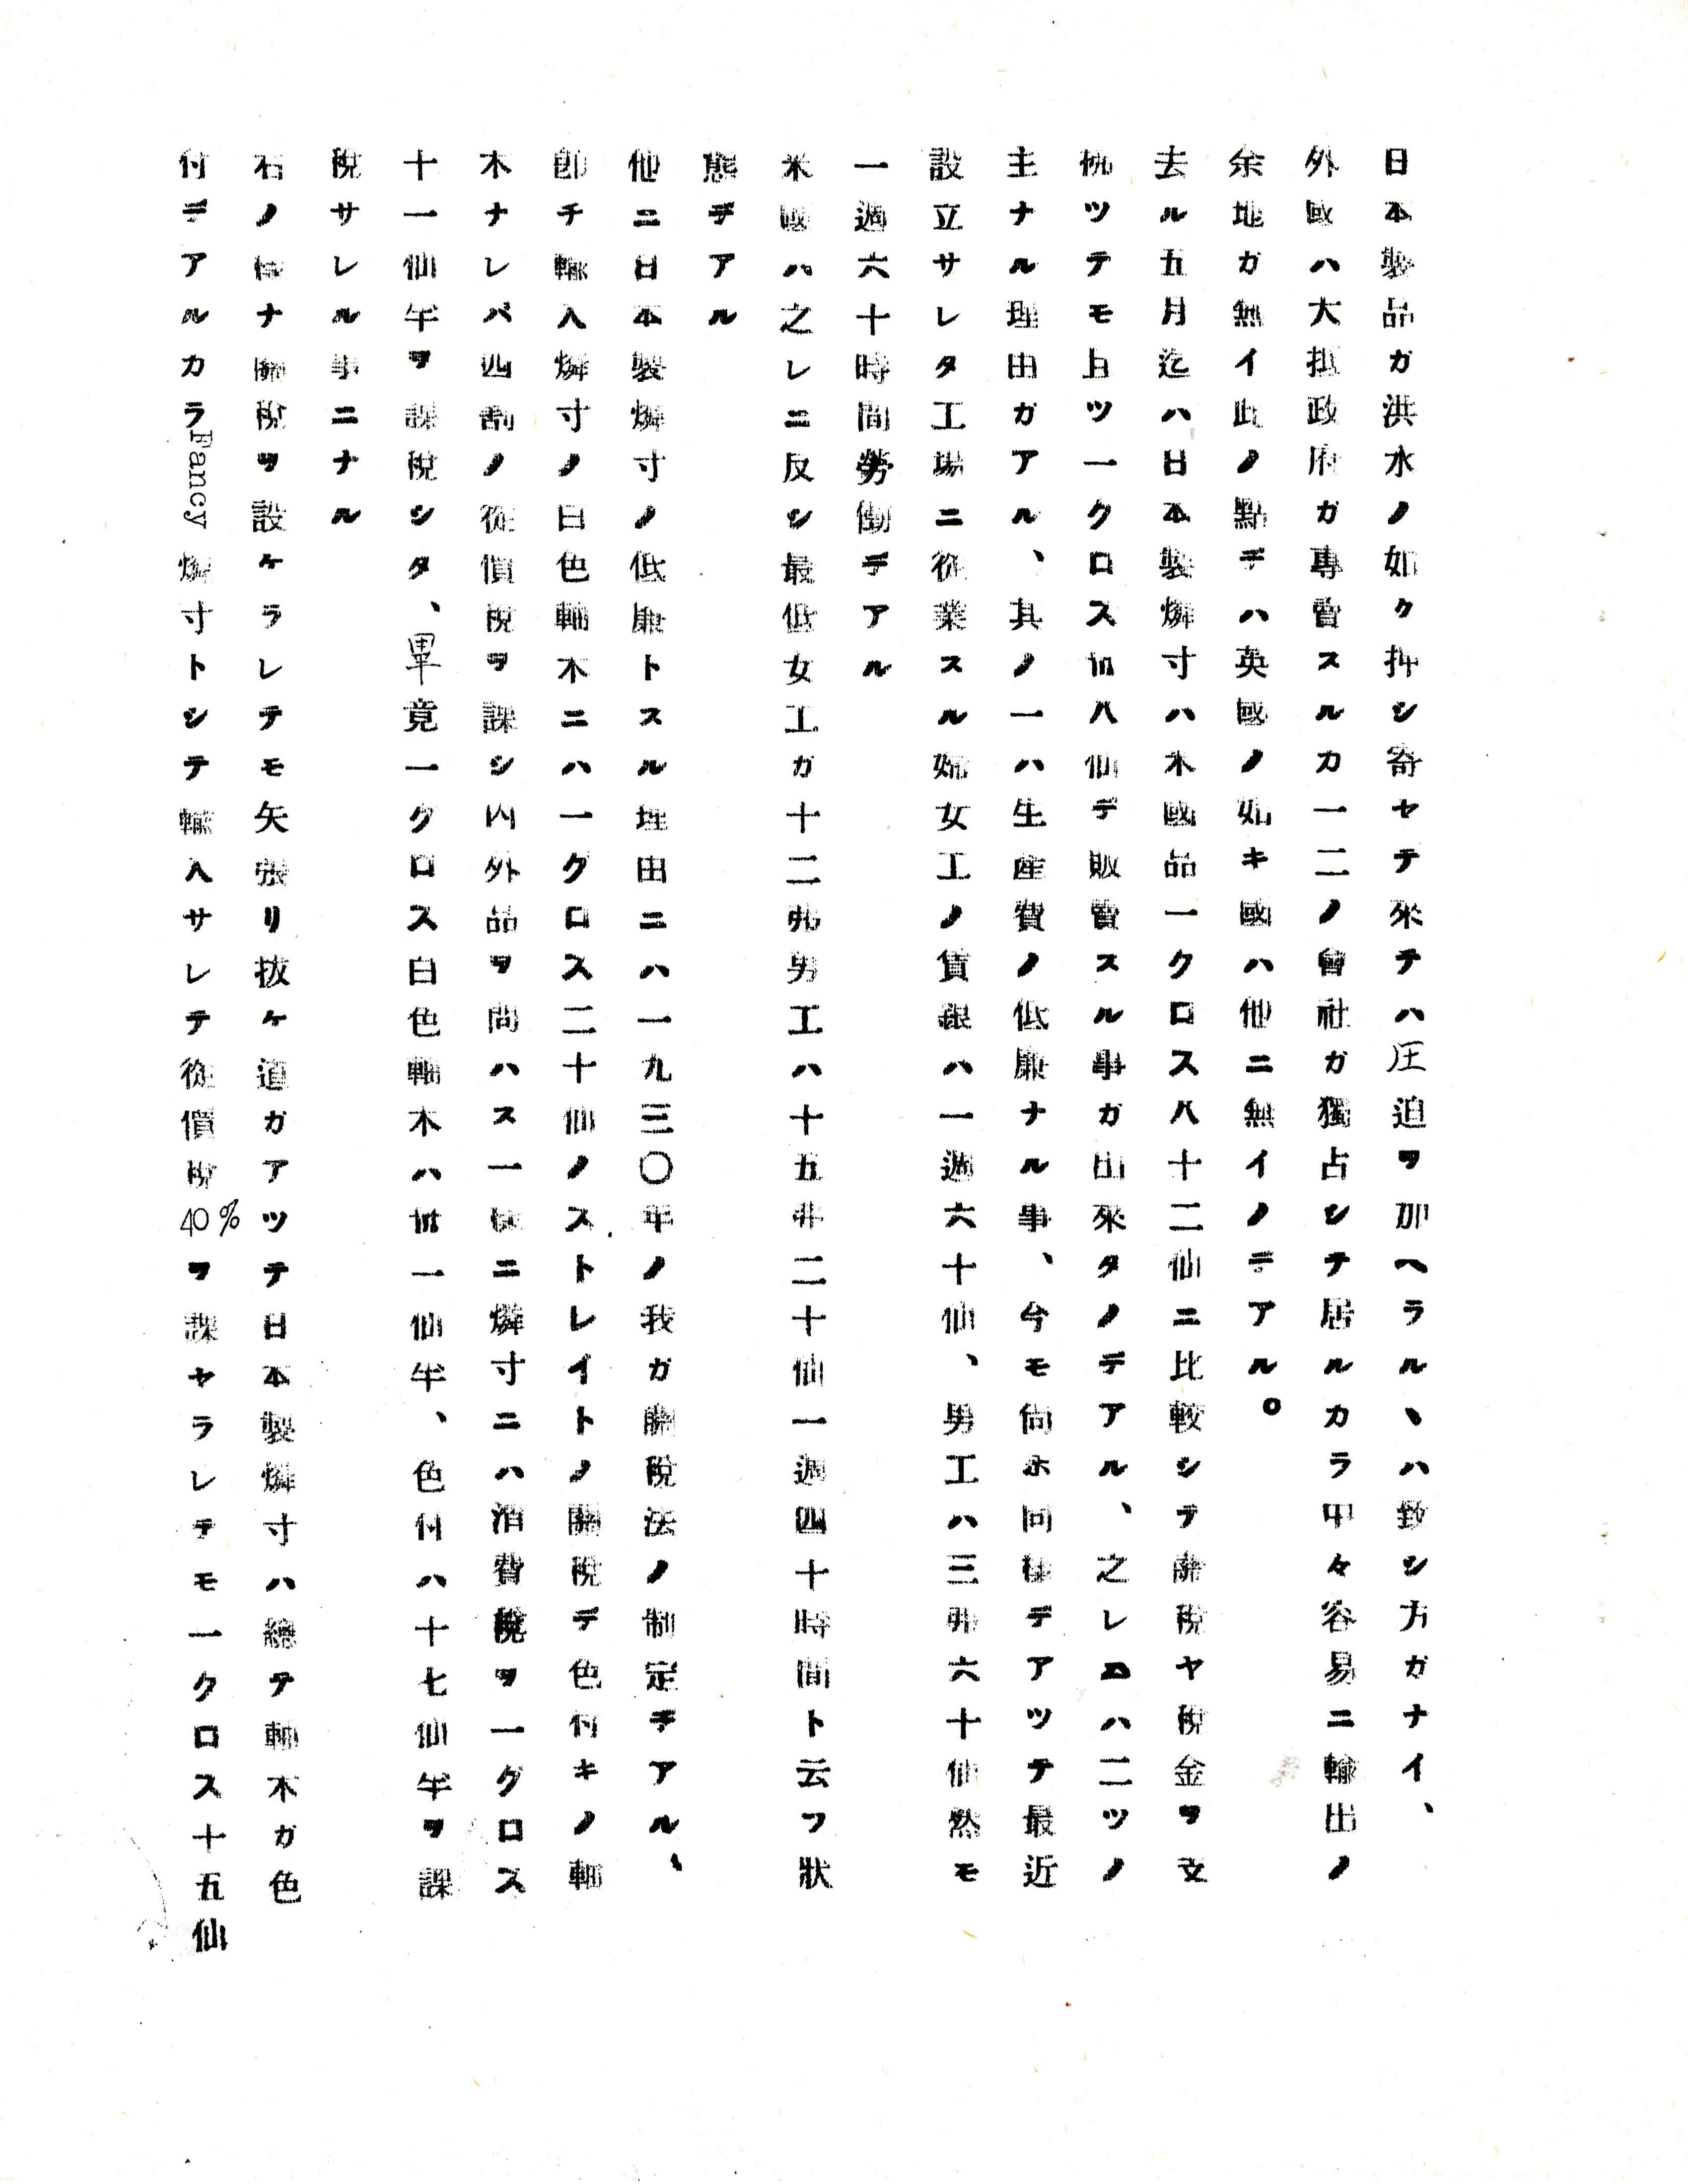 日本製品ガ洪水ノ如ク押シ寄ヤテ來テハ圧迫ヲ加ヘラルヽハ致シ方ガナイ、
外國ハ大抵政府ガ專賣スルカ一二ノ會社ガ獨占シテ居ルカラ中々容易ニ輸出ノ
余地ガ無イ此ノ點デハ英國ノ如キ國ハ他ニ無イノデアル。
去ル五月迄ハ日本製燐寸ハ木國品一クロス八十二仙ニ比較シテ關税ヤ税金ヲ支
拂ツテモ且ツ一クロス卌八仙デ販賣スル事ガ出來タノデアル、之レニハ二ツノ
主ナル理由ガアル、其ノ一ハ生産費ノ低廉ナル事、今モ尚ホ同樣デアツテ最近
設立サレタ工場ニ從業スル婦女工ノ賃銀ハ一週六十仙、男工ハ三弗六十仙然モ
一週六十時間勞働デアル
米國ハ之レニ反シ最低女工ガ十二弗男工ハ十五弗二十仙一週四十時間ト云フ狀
態デアル
他ニ日本製燐寸ノ低廉トスル理由ニハ一九三〇年ノ我ガ關税法ノ制定デアル、
卽チ輸入燐寸ノ白色軸木ニハ一グロス二十仙ノストレイトノ關税デ色付キノ軸
木ナレバ四割ノ從價税ヲ課シ内外品ヲ問ハス一樣ニ燐寸ニハ消費税ヲ一グロス
十一仙半ヲ課税シタ、畢竟一クロス白色軸木ハ卅一仙半、色付ハ十七仙半ヲ課
税サレル事ニナル
右ノ樣ナ關税ヲ設ケラレテモ矢張リ抜ケ道ガアツテ日本製燐寸ハ總テ軸木ガ色
付デアルカラFancy燐寸トシテ輸入サレテ從價税40%ヲ課ヤラレテモ一クロス十五仙